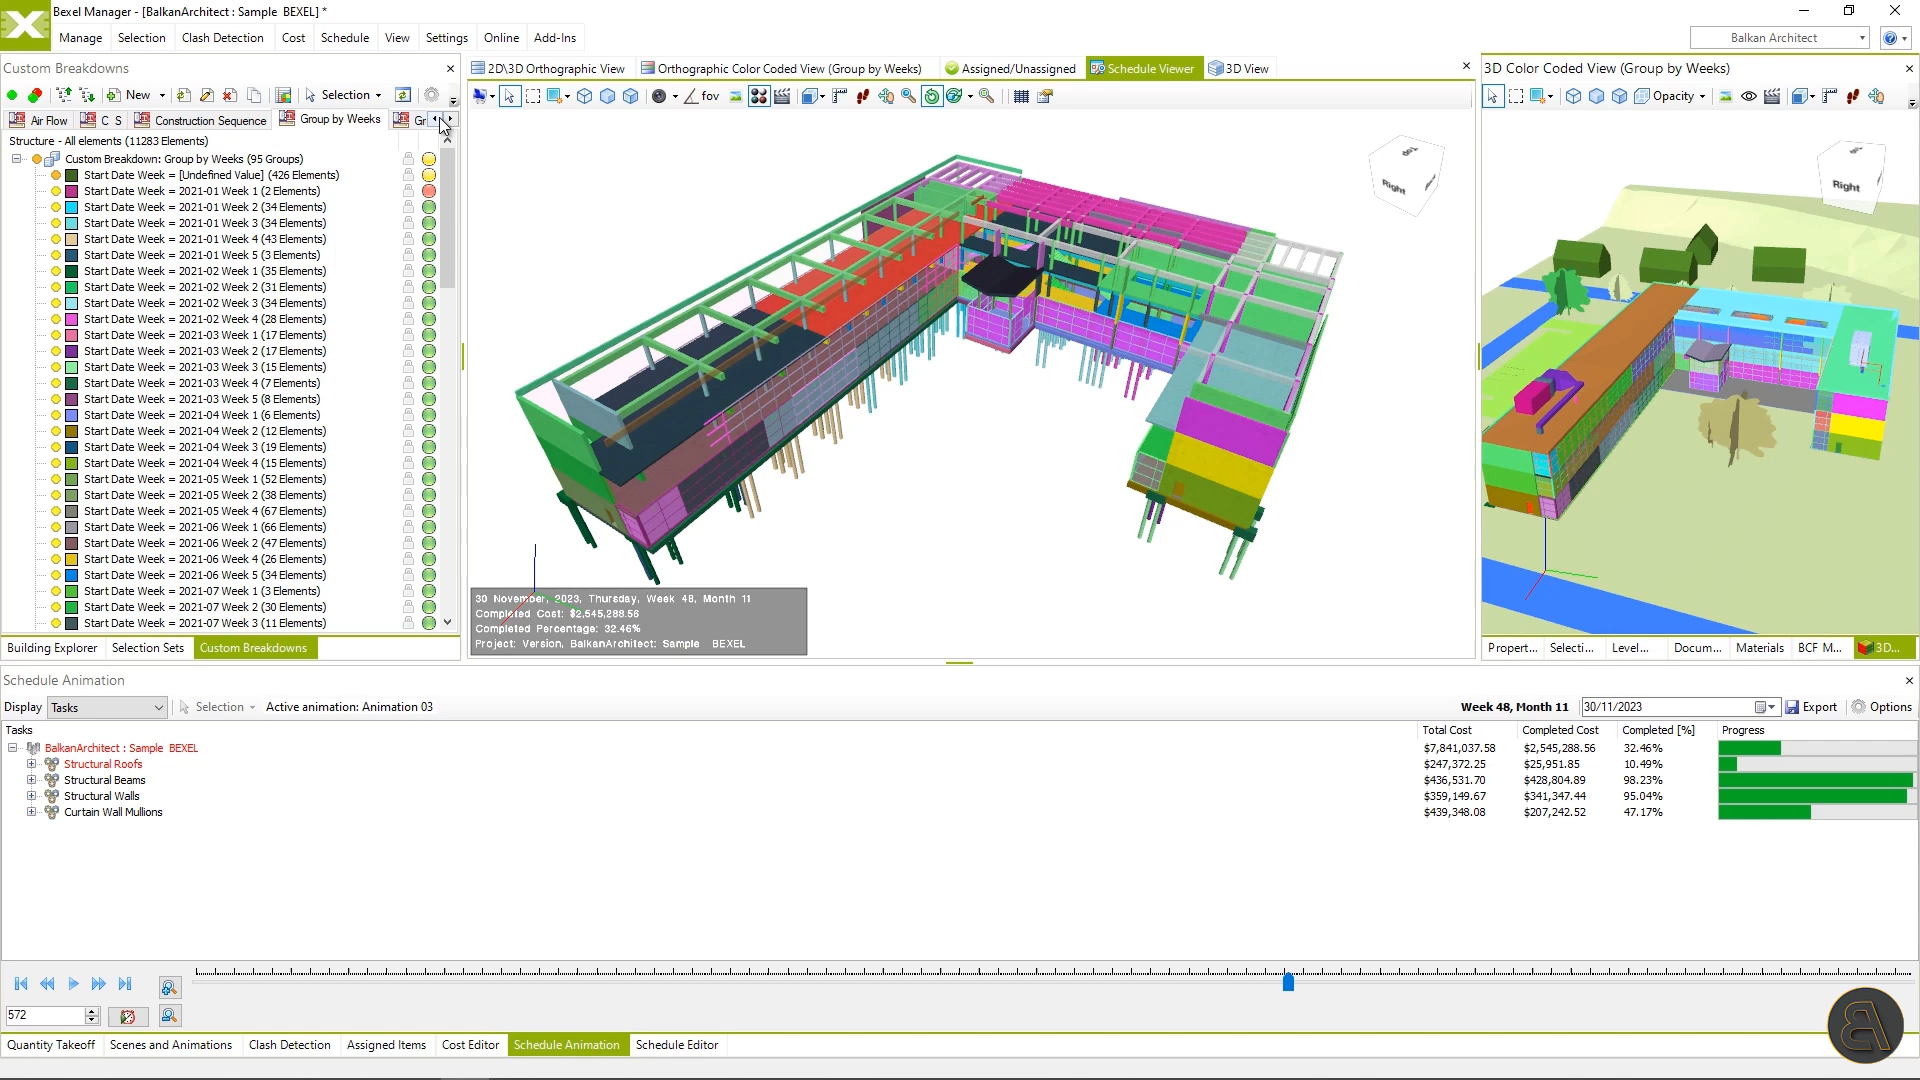 Bexel Manager - [BalkanArchitect : Sample  BEXEL] *
Manage Selection Clash Detection Cost Schedule View Settings Online Add-Ins
Balkan Architect
Custom Breakdowns
2D\3D Orthographic View Orthographic Color Coded View (Group by Weeks) Assigned/Unassigned Schedule Viewer 3D View
3D Color Coded View (Group by Weeks)
New Selection
fov
Opacity
Air Flow C S Construction Sequence Group by Weeks Gr
Structure - All elements (11283 Elements)
Custom Breakdown: Group by Weeks (95 Groups)
Start Date Week = [Undefined Value] (426 Elements)
Start Date Week = 2021-01 Week 1 (2 Elements)
Start Date Week = 2021-01 Week 2 (34 Elements)
Start Date Week = 2021-01 Week 3 (34 Elements)
Start Date Week = 2021-01 Week 4 (43 Elements)
Start Date Week = 2021-01 Week 5 (3 Elements)
Start Date Week = 2021-02 Week 1 (35 Elements)
Start Date Week = 2021-02 Week 2 (31 Elements)
Start Date Week = 2021-02 Week 3 (34 Elements)
Start Date Week = 2021-02 Week 4 (28 Elements)
Start Date Week = 2021-03 Week 1 (17 Elements)
Start Date Week = 2021-03 Week 2 (17 Elements)
Start Date Week = 2021-03 Week 3 (15 Elements)
Start Date Week = 2021-03 Week 4 (7 Elements)
Start Date Week = 2021-03 Week 5 (8 Elements)
Start Date Week = 2021-04 Week 1 (6 Elements)
Start Date Week = 2021-04 Week 2 (12 Elements)
Start Date Week = 2021-04 Week 3 (19 Elements)
Start Date Week = 2021-04 Week 4 (15 Elements)
Start Date Week = 2021-05 Week 1 (52 Elements)
Start Date Week = 2021-05 Week 2 (38 Elements)
Start Date Week = 2021-05 Week 4 (67 Elements)
Start Date Week = 2021-06 Week 1 (66 Elements)
Start Date Week = 2021-06 Week 2 (47 Elements)
Start Date Week = 2021-06 Week 4 (26 Elements)
Start Date Week = 2021-06 Week 5 (34 Elements)
Start Date Week = 2021-07 Week 1 (3 Elements)
Start Date Week = 2021-07 Week 2 (30 Elements)
Start Date Week = 2021-07 Week 3 (11 Elements)
Top
Right
Right
30 November, 2023, Thursday, Week 48, Month 11
Completed Cost: $2,545,288.56
Completed Percentage: 32.46%
Project: Version, BalkanArchitect: Sample  BEXEL
Building Explorer Selection Sets Custom Breakdowns
Propert... Selecti... Level... Docum... Materials BCF M... 3D...
Schedule Animation
Display Tasks Selection Active animation: Animation 03
Week 48, Month 11 30/11/2023 Export Options
Tasks Total Cost Completed Cost Completed [%] Progress
BalkanArchitect : Sample  BEXEL $7,841,037.58 $2,545,288.56 32.46%
Structural Roofs $247,372.25 $25,951.85 10.49%
Structural Beams $436,531.70 $428,804.89 98.23%
Structural Walls $359,149.67 $341,347.44 95.04%
Curtain Wall Mullions $439,348.08 $207,242.52 47.17%
572
Quantity Takeoff Scenes and Animations Clash Detection Assigned Items Cost Editor Schedule Animation Schedule Editor